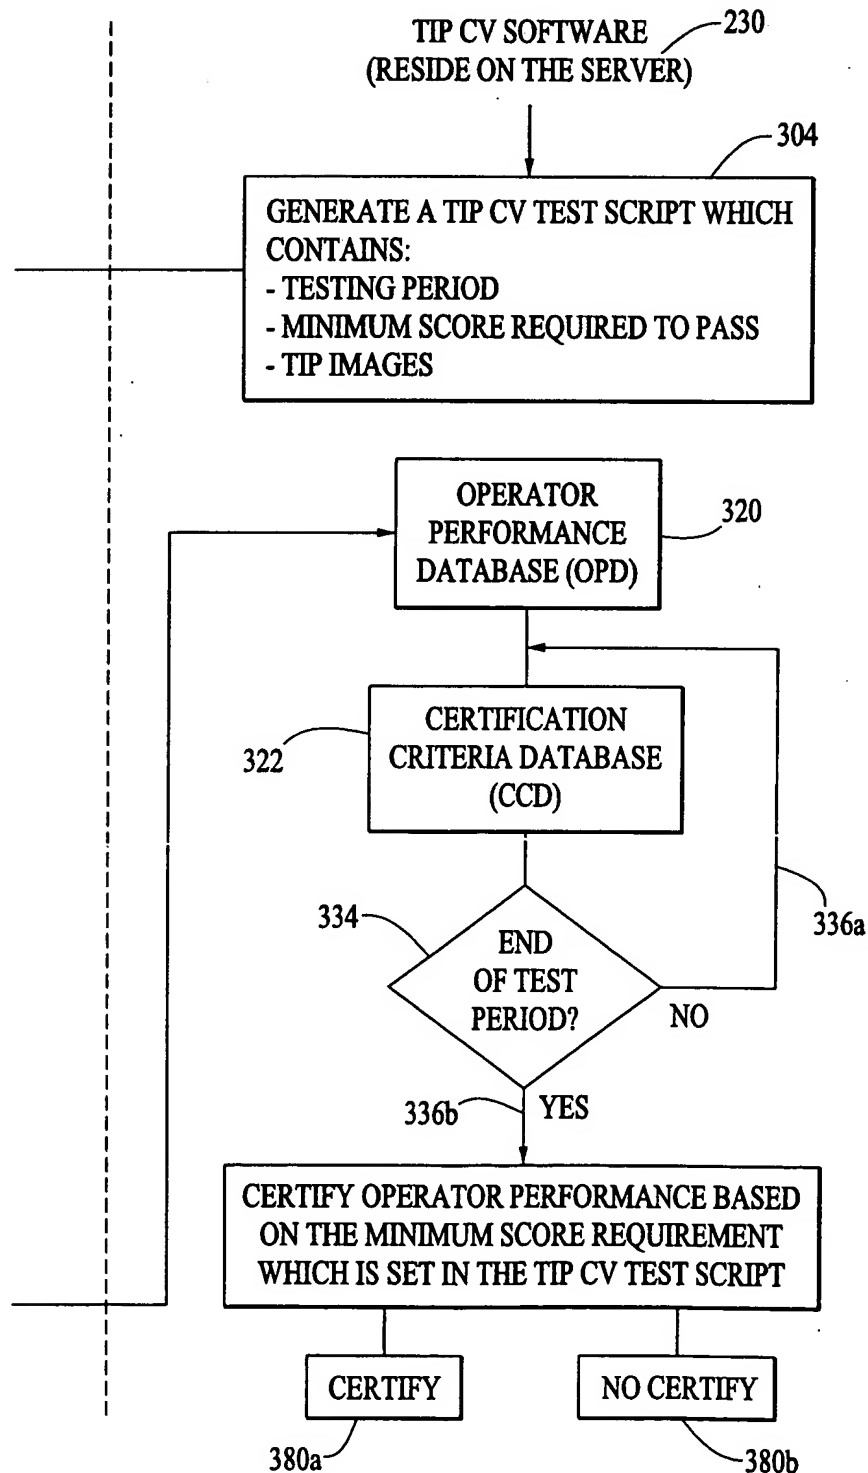 TIP CV SOFTWARE
(RESIDE ON THE SERVER)
230
304
GENERATE A TIP CV TEST SCRIPT WHICH
CONTAINS:
- TESTING PERIOD
- MINIMUM SCORE REQUIRED TO PASS
- TIP IMAGES
OPERATOR
PERFORMANCE
DATABASE (OPD)
320
CERTIFICATION
CRITERIA DATABASE
(CCD)
322
334
END
OF TEST
PERIOD?
NO
336a
336b
YES
CERTIFY OPERATOR PERFORMANCE BASED
ON THE MINIMUM SCORE REQUIREMENT
WHICH IS SET IN THE TIP CV TEST SCRIPT
CERTIFY
NO CERTIFY
380a
380b